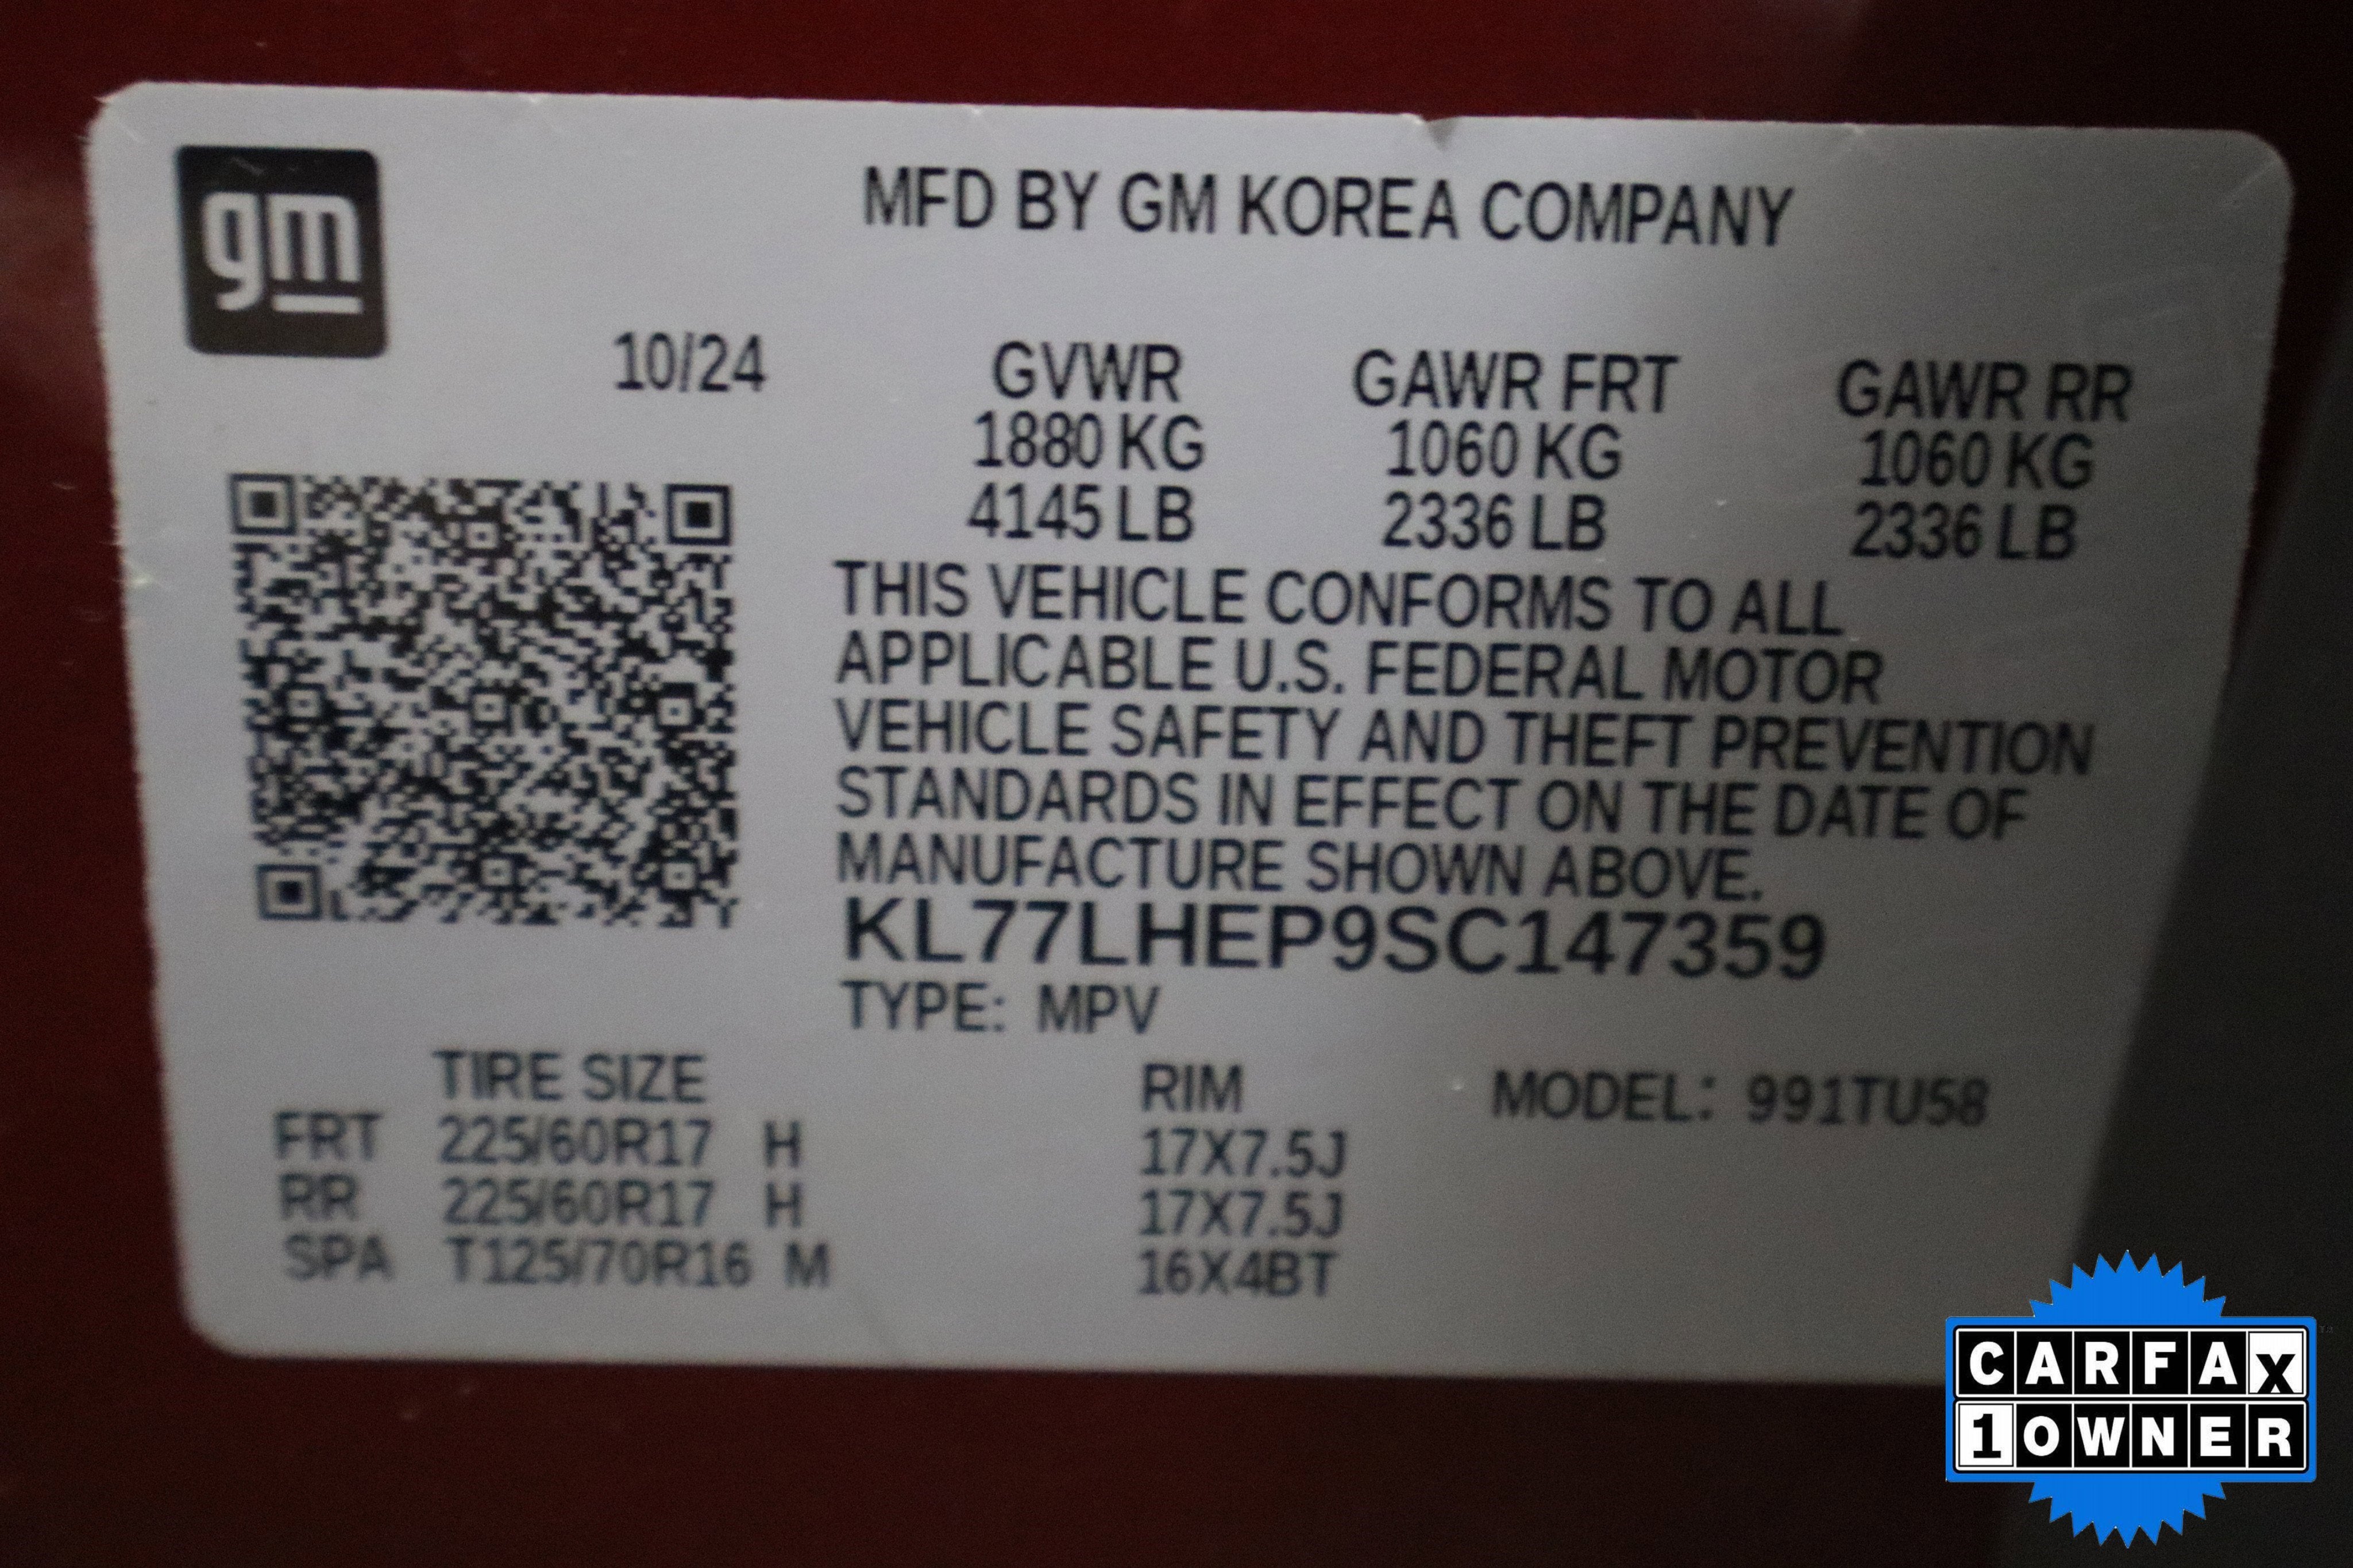 gm
MFD BY GM KOREA COMPANY
10/24
GVWR GAWR FRT GAWR RR
1880 KG 1060 KG 1060 KG
4145 LB 2336 LB 2336 LB
THIS VEHICLE CONFORMS TO ALL
APPLICABLE U.S. FEDERAL MOTOR
VEHICLE SAFETY AND THEFT PREVENTION
STANDARDS IN EFFECT ON THE DATE OF
MANUFACTURE SHOWN ABOVE.
KL77LHEP9SC147359
TYPE: MPV
TIRE SIZE RIM MODEL: 991TU58
FRT 225/60R17 H 17X7.5J
RR 225/60R17 H 17X7.5J
SPA T125/70R16 M 16X4BT
CARFAX
1 OWNER